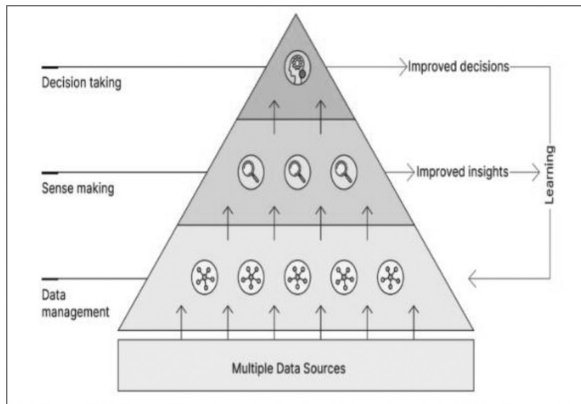 Decision taking
Improved decisions
Sense making
Improved insights
Learning
Data
management
Multiple Data Sources